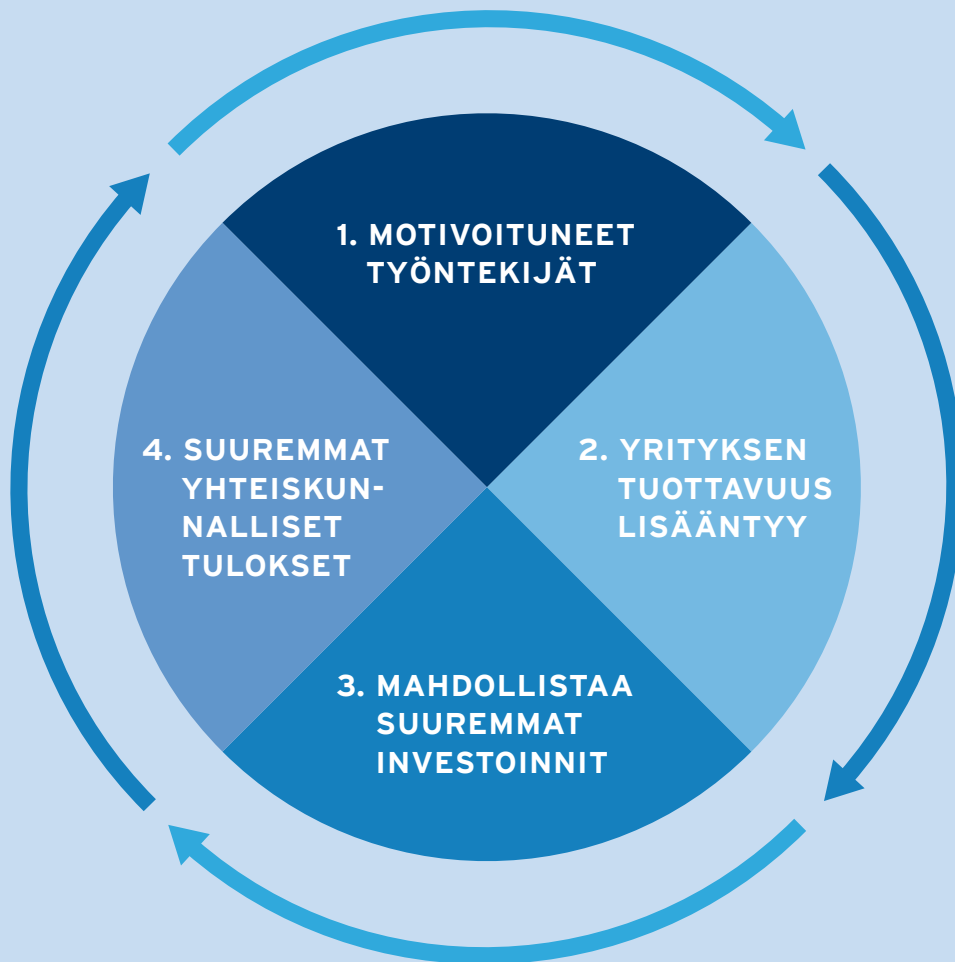 1. MOTIVOITUNEET
TYÖNTEKIJÄT
2. YRITYKSEN
TUOTTAVUUS
LISÄÄNTYY
3. MAHDOLLISTAA
SUUREMMAT
INVESTOINNIT
4. SUUREMMAT
YHTEISKUN-
NALLISET
TULOKSET